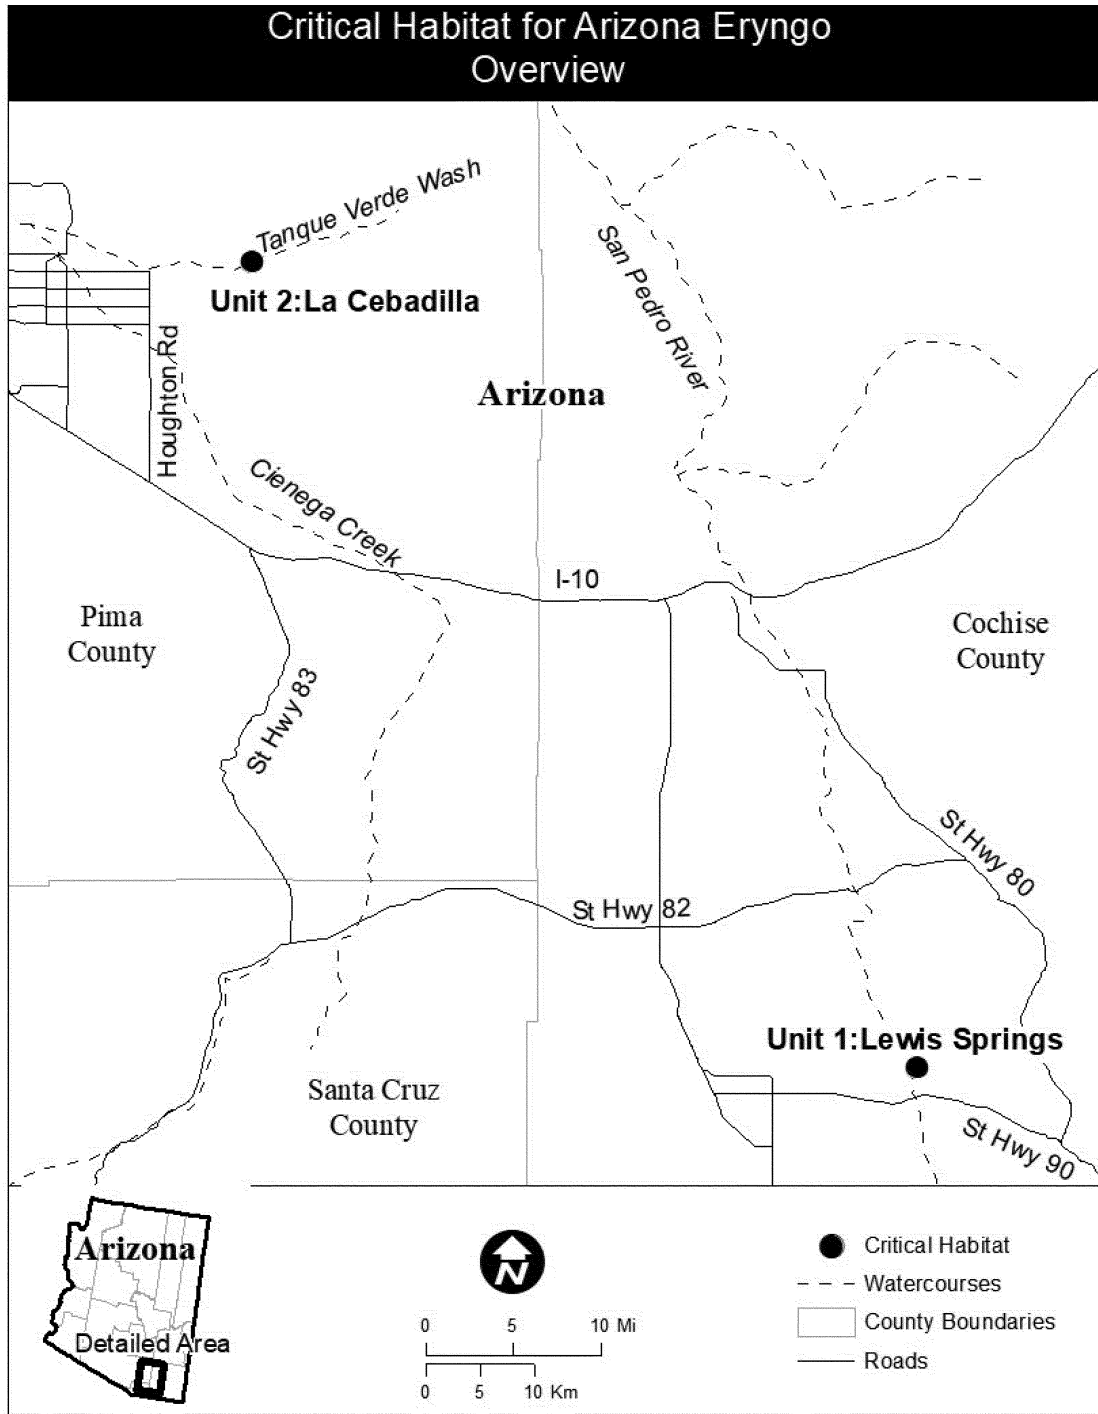 Critical Habitat for Arizona Eryngo
Overview
Tanque Verde Wash
Unit 2:La Cebadilla
San Pedro River
Houghton Rd
Arizona
Cienega Creek
I-10
Pima
County
Cochise
County
St Hwy 83
St Hwy 80
St Hwy 82
Unit 1:Lewis Springs
Santa Cruz
County
St Hwy 90
Arizona
Detailed Area
N
0 5 10 Mi
0 5 10 Km
Critical Habitat
Watercourses
County Boundaries
Roads